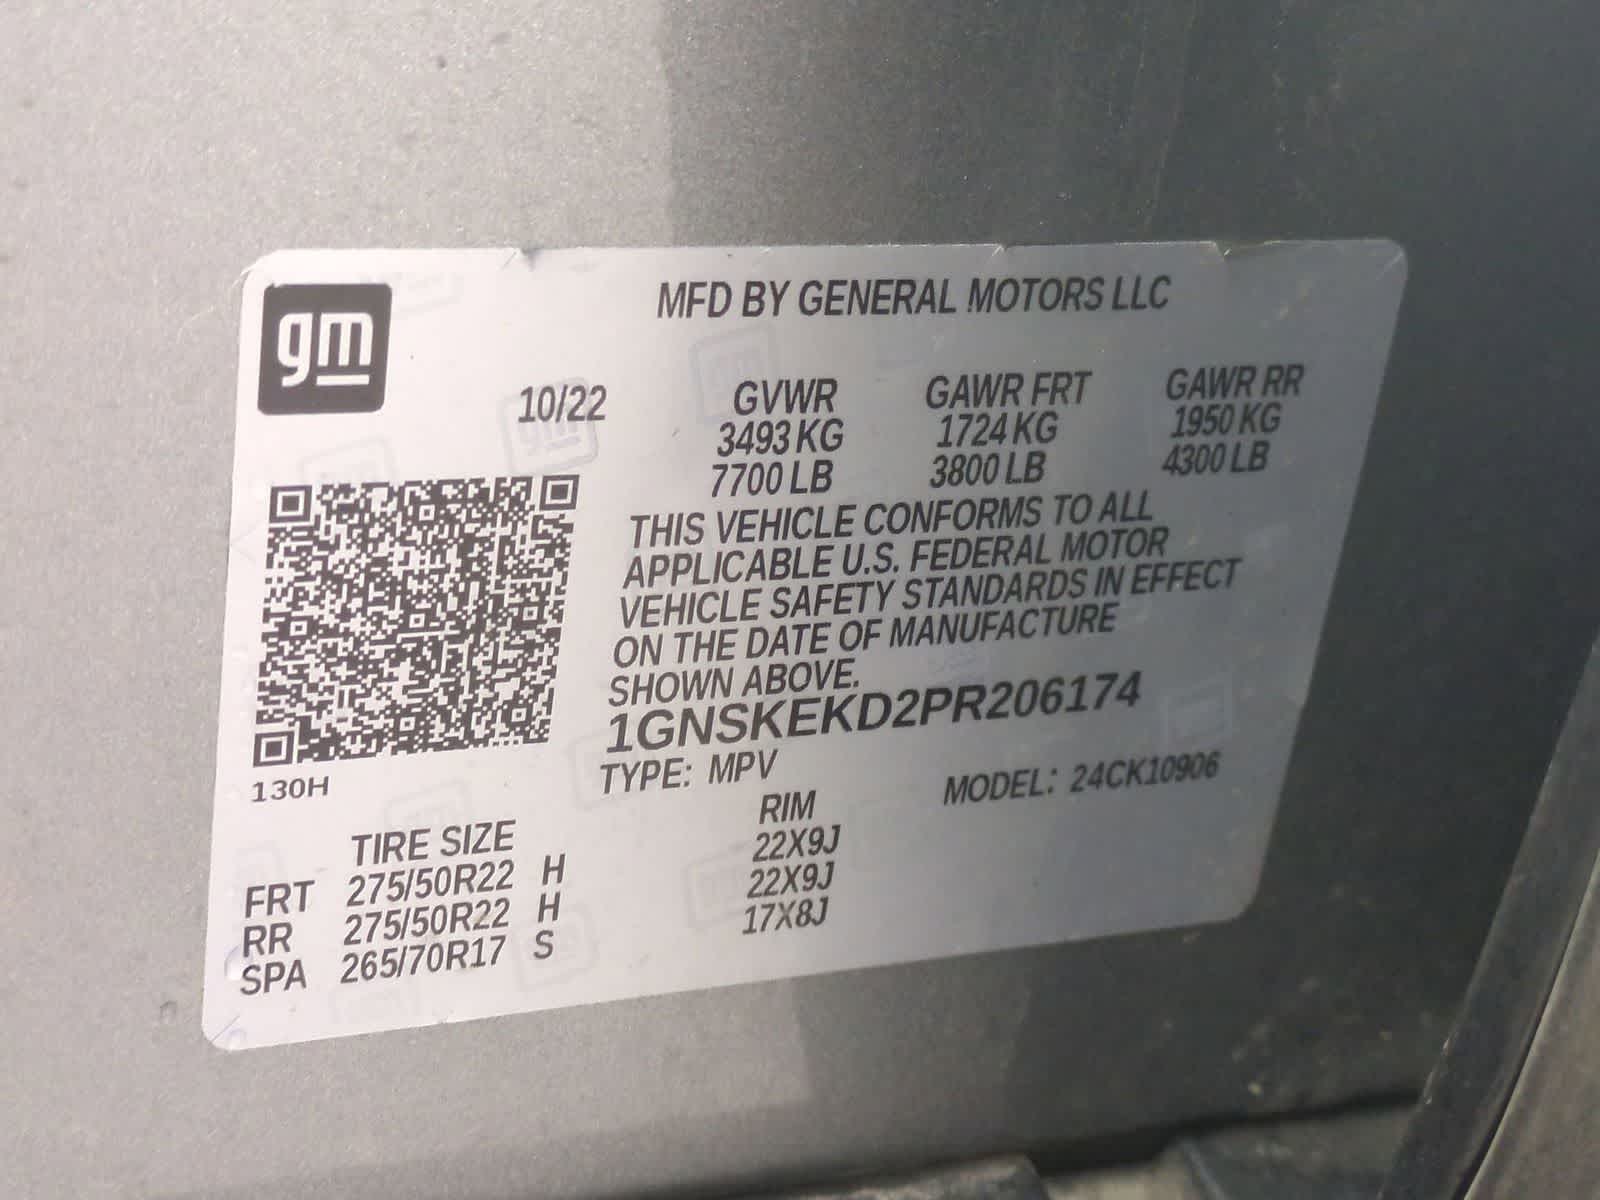 gm
MFD BY GENERAL MOTORS LLC
10/22 GVWR GAWR FRT GAWR RR
3493 KG 1724 KG 1950 KG
7700 LB 3800 LB 4300 LB
THIS VEHICLE CONFORMS TO ALL
APPLICABLE U.S. FEDERAL MOTOR
VEHICLE SAFETY STANDARDS IN EFFECT
ON THE DATE OF MANUFACTURE
SHOWN ABOVE.
1GNSKEKD2PR206174
TYPE: MPV MODEL: 24CK10906
130H
TIRE SIZE RIM
FRT 275/50R22 H 22X9J
RR 275/50R22 H 22X9J
SPA 265/70R17 S 17X8J